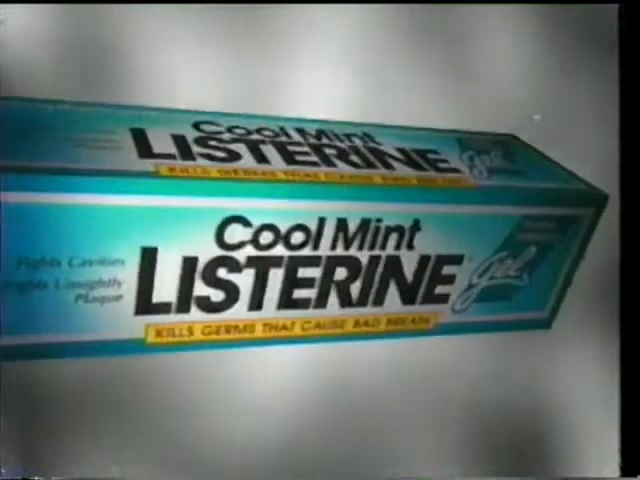 Cool Mint
LISTERINE
Gel
KILLS GERMS THAT CAUSE BAD BREATH
Cool Mint
LISTERINE
Gel
Fights Cavities
Fights Unsightly
Plaque
KILLS GERMS THAT CAUSE BAD BREATH